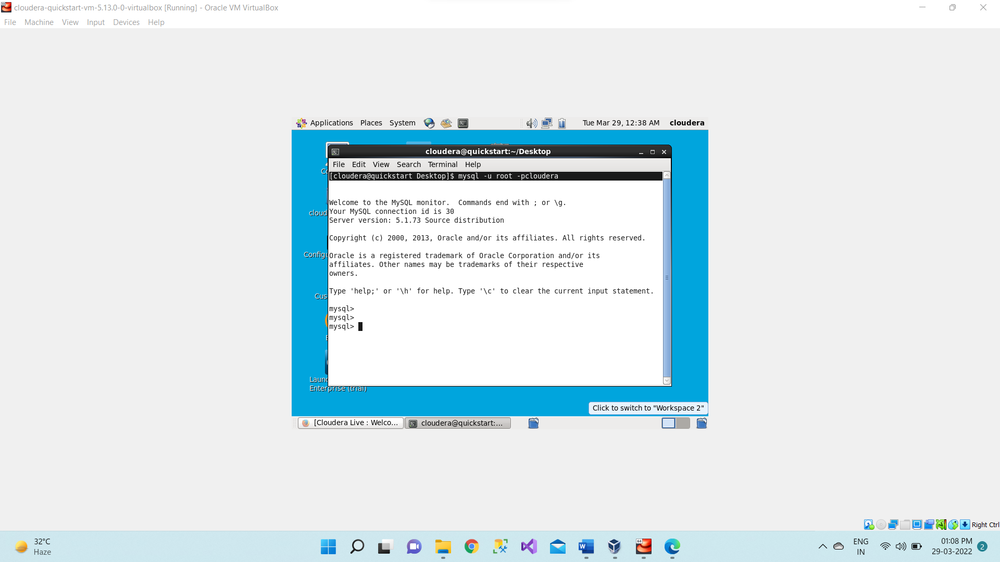 cloudera-quickstart-vm-5.13.0-0-virtualbox [Running] - Oracle VM VirtualBox
File Machine View Input Devices Help
Applications Places System Tue Mar 29, 12:38 AM cloudera
cloudera@quickstart:~/Desktop
File Edit View Search Terminal Help
[cloudera@quickstart Desktop]$ mysql -u root -pcloudera
Welcome to the MySQL monitor.  Commands end with ; or \g.
Your MySQL connection id is 30
Server version: 5.1.73 Source distribution
Copyright (c) 2000, 2013, Oracle and/or its affiliates. All rights reserved.
Oracle is a registered trademark of Oracle Corporation and/or its
affiliates. Other names may be trademarks of their respective
owners.
Type 'help;' or '\h' for help. Type '\c' to clear the current input statement.
mysql>
mysql>
mysql>
cloud
Configu
Cus
Launc
Enterprise (trial)
Click to switch to "Workspace 2"
[Cloudera Live : Welco... cloudera@quickstart:...
Right Ctrl
32°C
Haze
64
ENG
IN
01:08 PM
29-03-2022
2